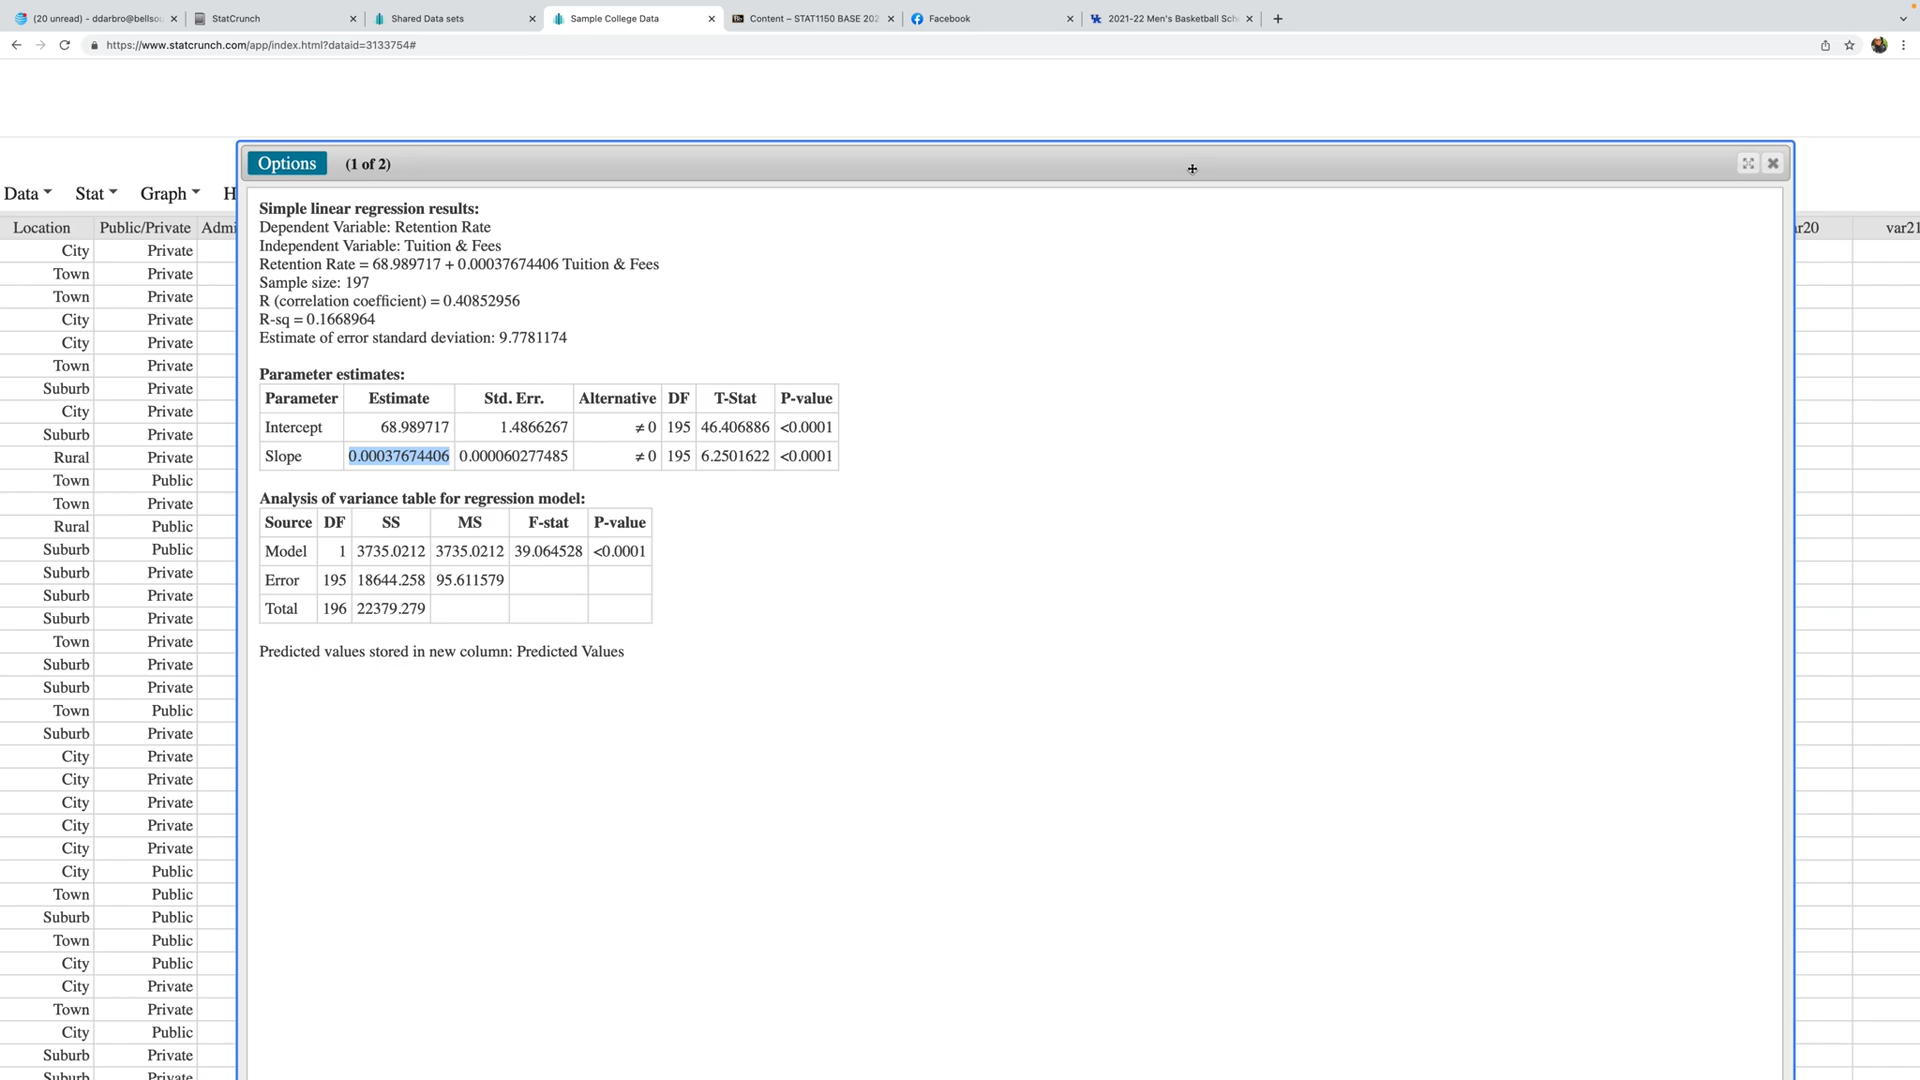 (20 unread) - ddarbro@bellsou
StatCrunch
Shared Data sets
Sample College Data
Content – STAT1150 BASE 202
Facebook
2021-22 Men's Basketball Sch
https://www.statcrunch.com/app/index.html?dataid=3133754#
Options (1 of 2)
Data Stat Graph H
Location Public/Private Admi
var20 var21
City Private
Town Private
Town Private
City Private
City Private
Town Private
Suburb Private
City Private
Suburb Private
Rural Private
Town Public
Town Private
Rural Public
Suburb Public
Suburb Private
Suburb Private
Suburb Private
Town Private
Suburb Private
Suburb Private
Town Public
Suburb Private
City Private
City Private
City Private
City Private
City Private
City Public
Town Public
Suburb Public
Town Public
City Public
City Private
Town Private
City Public
Suburb Private
Suburb Private
Simple linear regression results:
Dependent Variable: Retention Rate
Independent Variable: Tuition & Fees
Retention Rate = 68.989717 + 0.00037674406 Tuition & Fees
Sample size: 197
R (correlation coefficient) = 0.40852956
R-sq = 0.1668964
Estimate of error standard deviation: 9.7781174
Parameter estimates:
Parameter Estimate Std. Err. Alternative DF T-Stat P-value
Intercept 68.989717 1.4866267 ≠ 0 195 46.406886 <0.0001
Slope 0.00037674406 0.000060277485 ≠ 0 195 6.2501622 <0.0001
Analysis of variance table for regression model:
Source DF SS MS F-stat P-value
Model 1 3735.0212 3735.0212 39.064528 <0.0001
Error 195 18644.258 95.611579
Total 196 22379.279
Predicted values stored in new column: Predicted Values